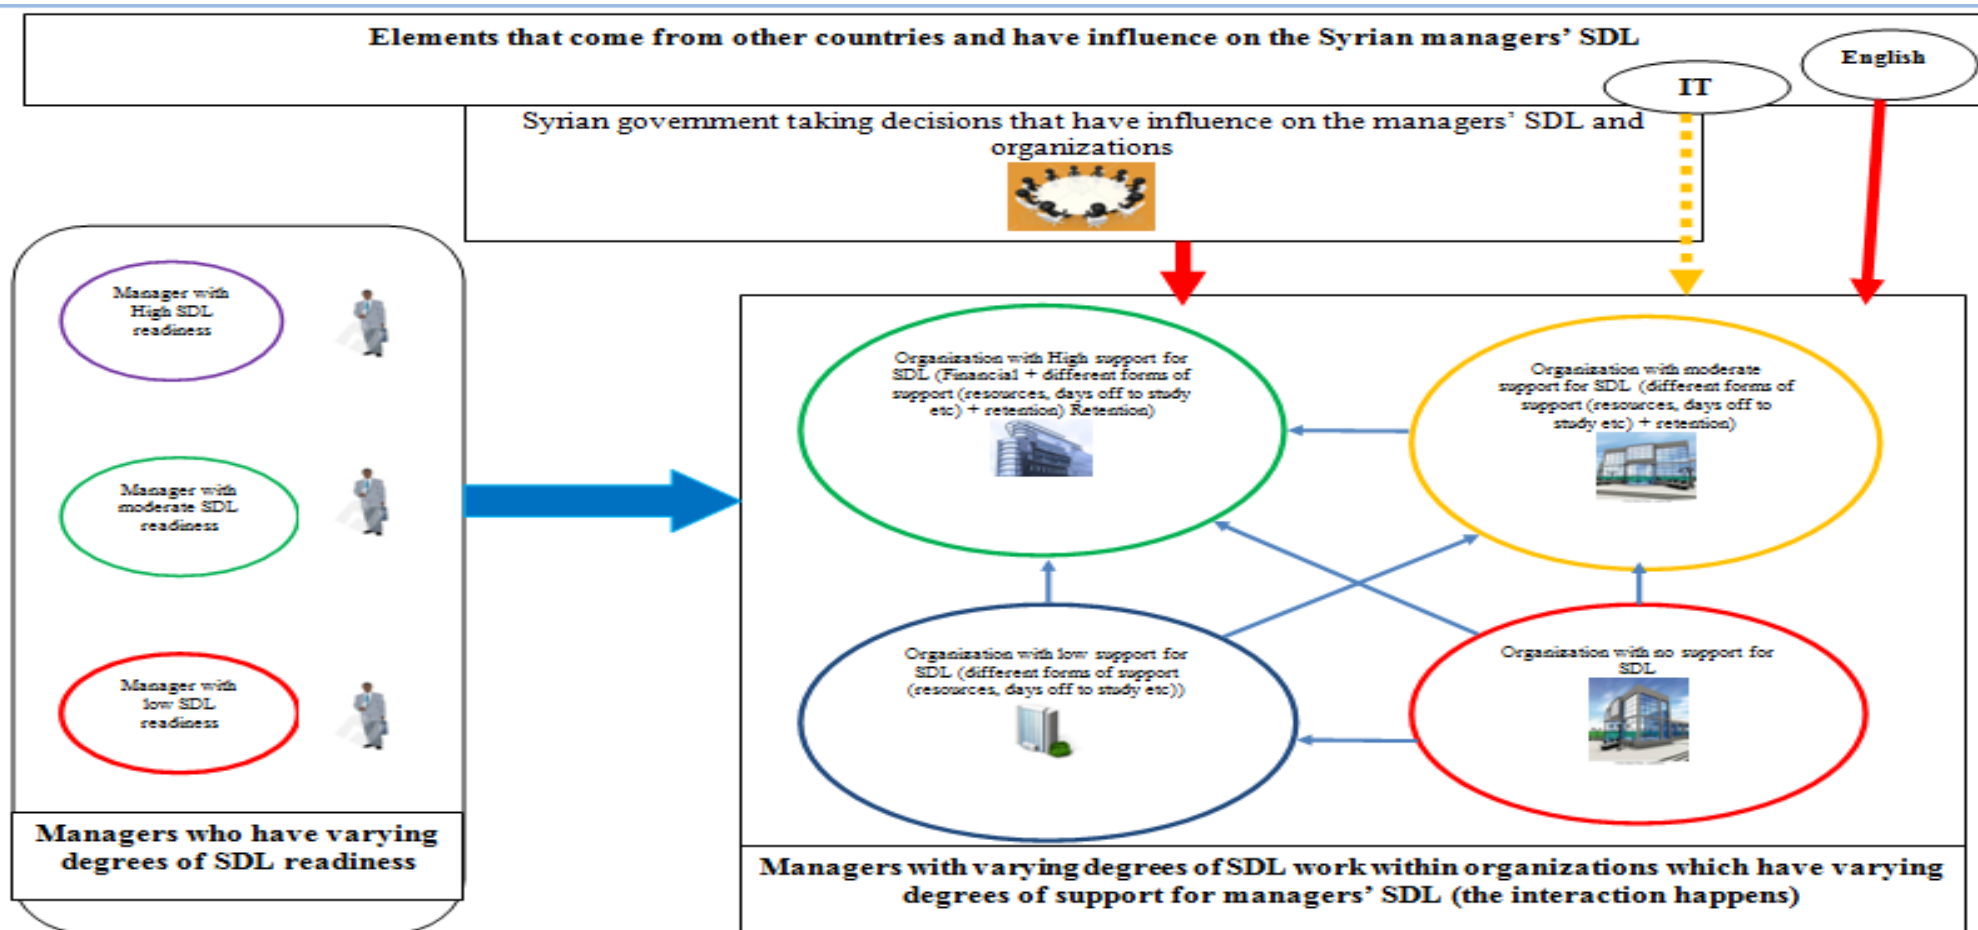 Elements that come from other countries and have influence on the Syrian managers’ SDL
English
IT
Syrian government taking decisions that have influence on the managers’ SDL and
organizations
Manager with
High SDL
readiness
Manager with
moderate SDL
readiness
Manager with
low SDL
readiness
Managers who have varying
degrees of SDL readiness
Organization with High support for
SDL (Financial + different forms of
support (resources, days off to study
etc) + retention) Retention)
Organization with moderate
support for SDL (different forms of
support (resources, days off to
study etc) + retention)
Organization with low support for
SDL (different forms of support
(resources, days off to study etc))
Organization with no support for
SDL
Managers with varying degrees of SDL work within organizations which have varying
degrees of support for managers’ SDL (the interaction happens)